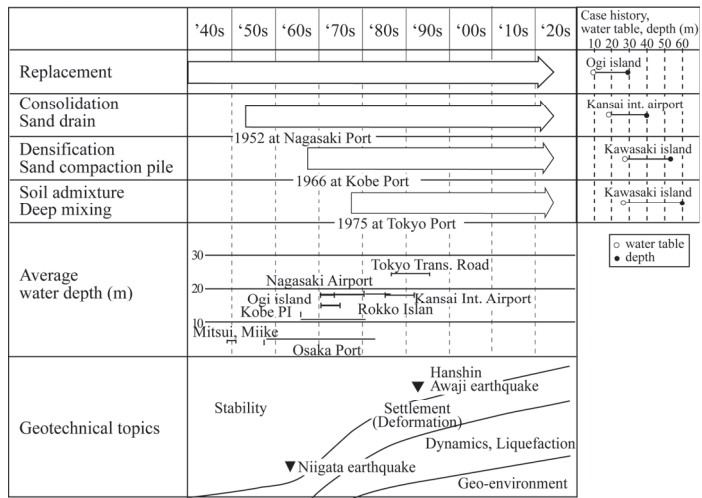 ‘40s ‘50s ‘60s ‘70s ‘80s ‘90s ‘00s ‘10s ‘20s
Case history,
water table, depth (m)
10 20 30 40 50 60
Replacement
Ogi island
Consolidation
Sand drain
Kansai int. airport
1952 at Nagasaki Port
Densification
Sand compaction pile
Kawasaki island
1966 at Kobe Port
Soil admixture
Deep mixing
Kawasaki island
1975 at Tokyo Port
water table
depth
Average
water depth (m)
30
Tokyo Trans. Road
Nagasaki Airport
20
Ogi island
Kansai Int. Airport
Kobe PI
Rokko Islan
10
Mitsui, Miike
Osaka Port
Geotechnical topics
Hanshin
Awaji earthquake
Stability
Settlement
(Deformation)
Dynamics, Liquefaction
Niigata earthquake
Geo-environment